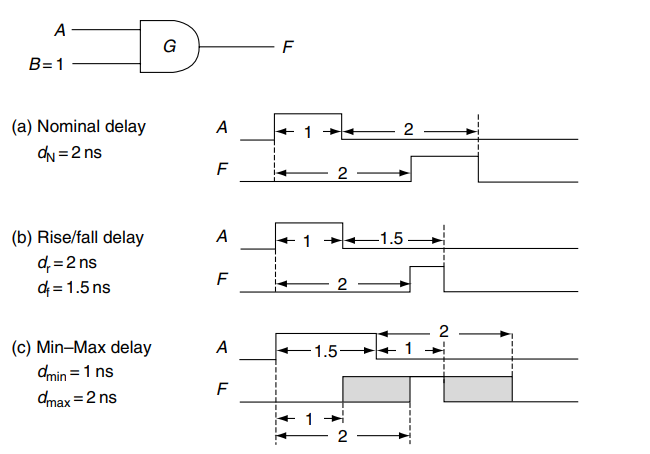 A
G
F
B=1
(a) Nominal delay
dN = 2 ns
A
1
2
F
2
(b) Rise/fall delay
dr = 2 ns
df = 1.5 ns
A
1
1.5
F
2
(c) Min–Max delay
dmin = 1 ns
dmax = 2 ns
2
A
1.5
1
F
1
2